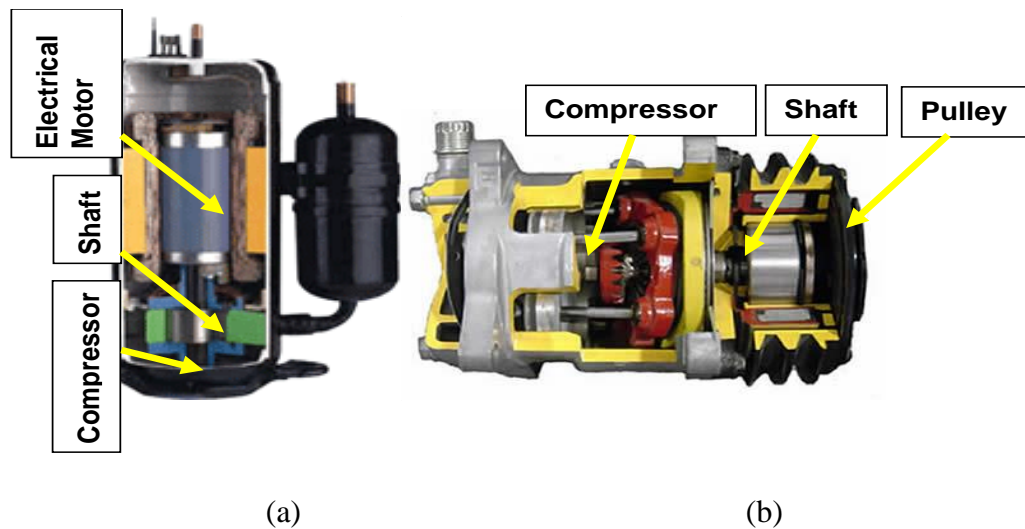 Electrical
Motor
Shaft
Compressor
Compressor
Shaft
Pulley
(a)
(b)